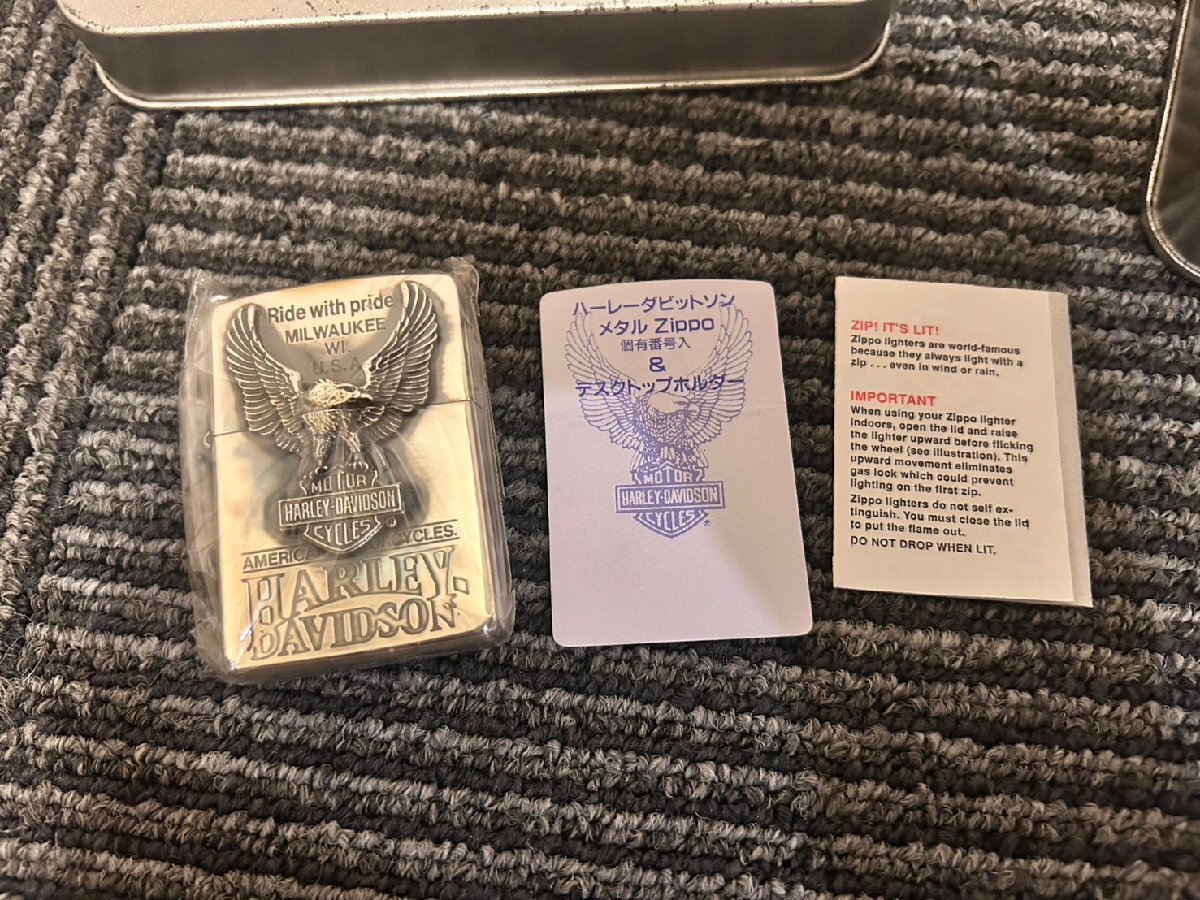 Ride with pride
MILWAUKEE
WI.
U.S.A
MOTOR
HARLEY-DAVIDSON
CYCLES
®
CYCLES.
HARLEY-
DAVIDSON
ハーレーダビットソン
メタル Zippo
個有番号入
&
デスクトップホルダー
MOTOR
HARLEY-DAVIDSON
CYCLES
®
ZIP! IT'S LIT!
Zippo lighters are world-famous
because they always light with a
zip . . . even in wind or rain.
IMPORTANT
When using your Zippo lighter
indoors, open the lid and raise
the lighter upward before flicking
the wheel (see illustration). This
upward movement eliminates
gas lock which could prevent
lighting on the first zip.
Zippo lighters do not self ex-
tinguish. You must close the lid
to put the flame out.
DO NOT DROP WHEN LIT.